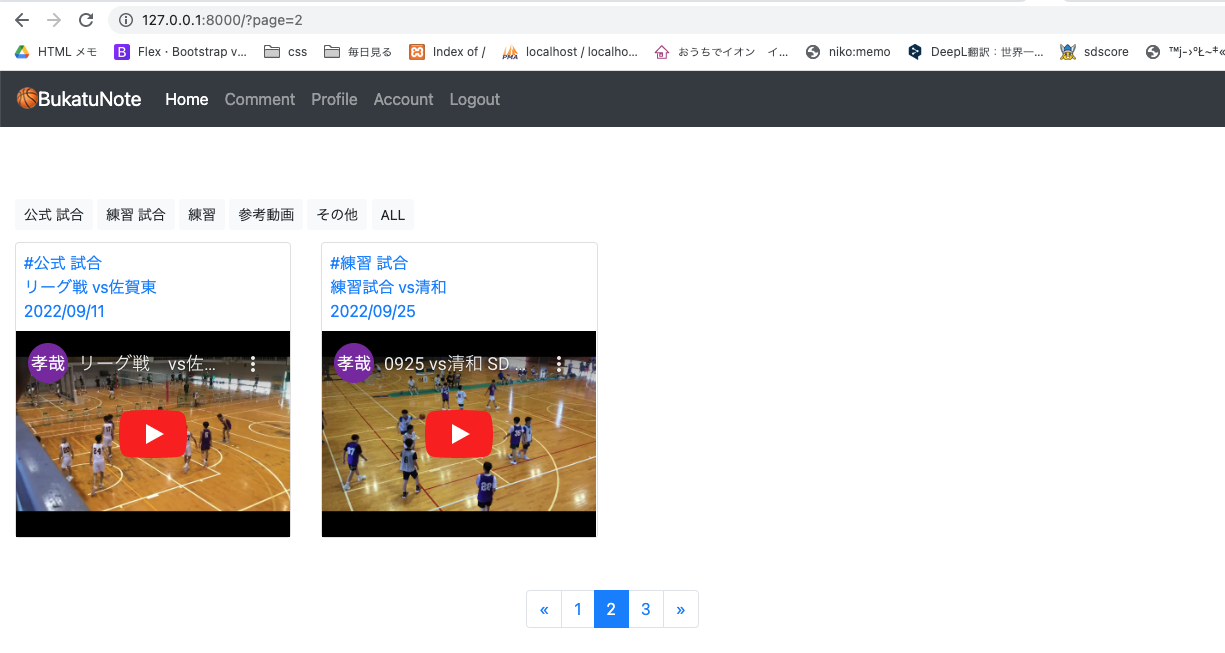 127.0.0.1:8000/?page=2
HTML メモ
B
Flex · Bootstrap v...
css
毎日見る
Index of /
PMA
localhost / localho...
おうちでイオン イ...
niko:memo
DeepL翻訳：世界一...
sdscore
BukatuNote Home Comment Profile Account Logout
公式 試合 練習 試合 練習 参考動画 その他 ALL
#公式 試合
リーグ戦 vs佐賀東
2022/09/11
孝哉 リーグ戦 vs佐...
#練習 試合
練習試合 vs清和
2022/09/25
孝哉 0925 vs清和 SD ...
« 1 2 3 »